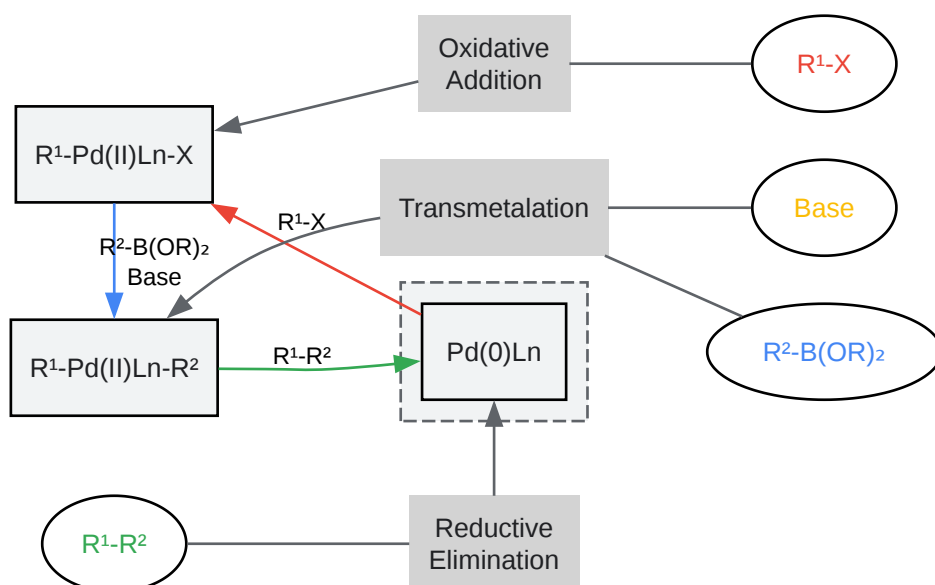 Oxidative
Addition
R¹-X
R¹-Pd(II)Ln-X
Transmetalation
Base
R¹-X
R²-B(OR)₂
Base
R¹-Pd(II)Ln-R²
R¹-R²
Pd(0)Ln
R²-B(OR)₂
R¹-R²
Reductive
Elimination